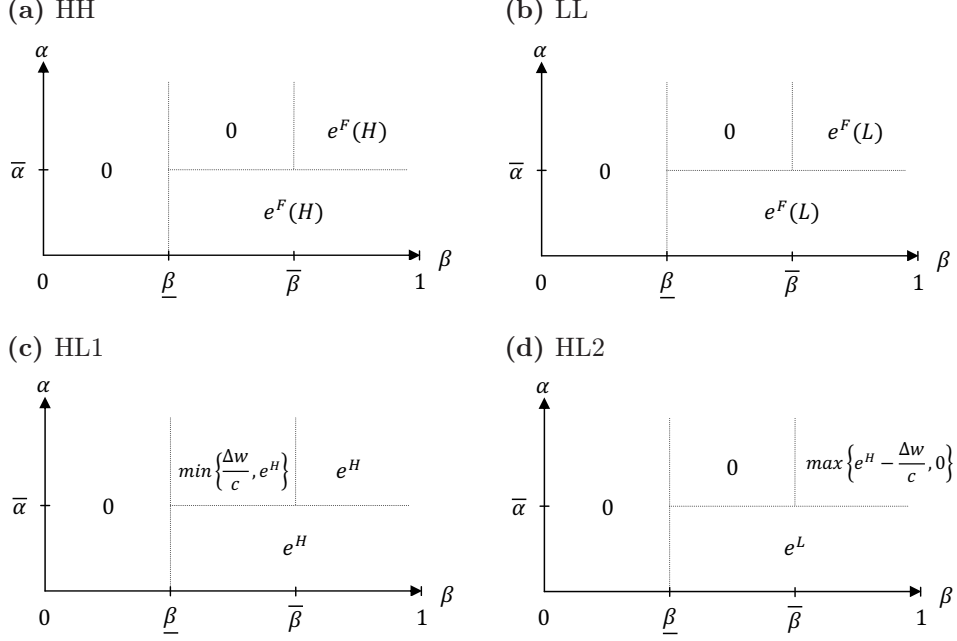 (a) HH
α
0
e^F(H)
α̅
0
e^F(H)
0
β̲
β̅
1
β
(b) LL
α
0
e^F(L)
α̅
0
e^F(L)
0
β̲
β̅
1
β
(c) HL1
α
min{Δw/c, e^H}
e^H
α̅
0
e^H
0
β̲
β̅
1
β
(d) HL2
α
0
max{e^H − Δw/c, 0}
α̅
0
e^L
0
β̲
β̅
1
β